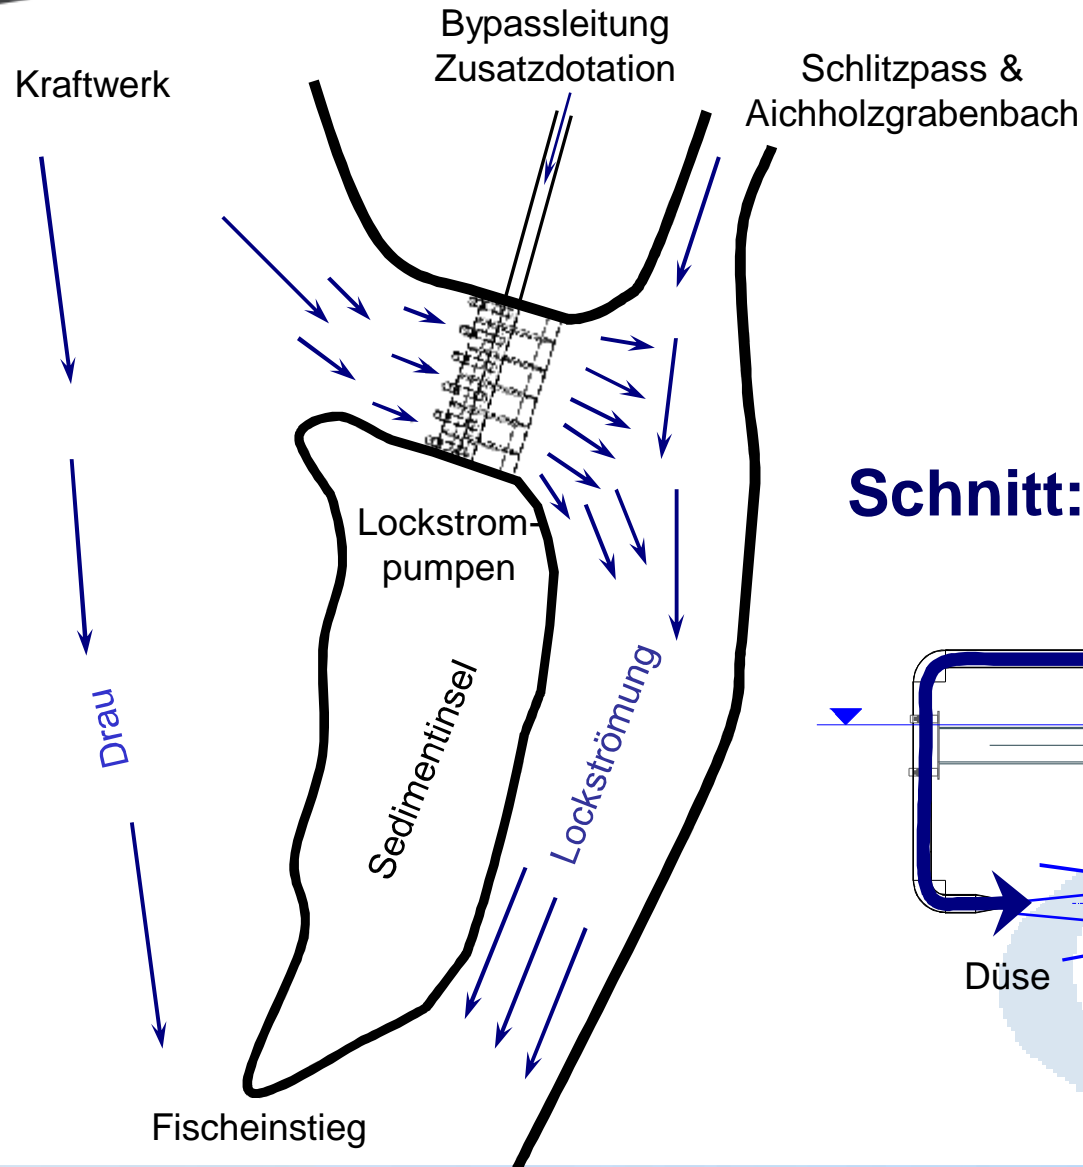 Bypassleitung
Zusatzdotation
Kraftwerk
Schlitzpass &
Aichholzgrabenbach
Schnitt:
Lockstrom-
pumpen
Drau
Sedimentinsel
Lockströmung
Düse
Fischeinstieg